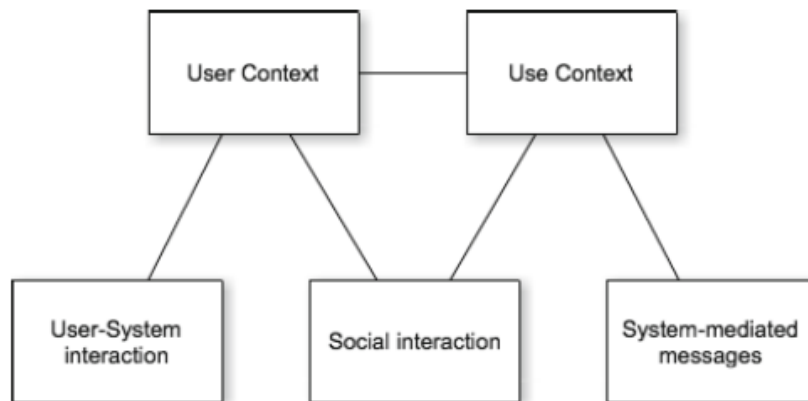 User Context
Use Context
User-System
interaction
Social interaction
System-mediated
messages